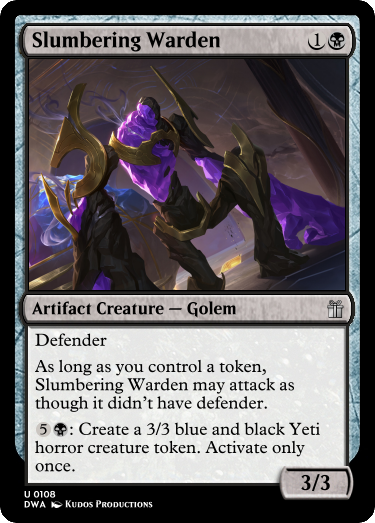 Slumbering Warden 1
Artifact Creature — Golem
Defender
As long as you control a token,
Slumbering Warden may attack as
though it didn't have defender.
5 : Create a 3/3 blue and black Yeti
horror creature token. Activate only
once.
3/3
U 0108
DWA Kudos Productions